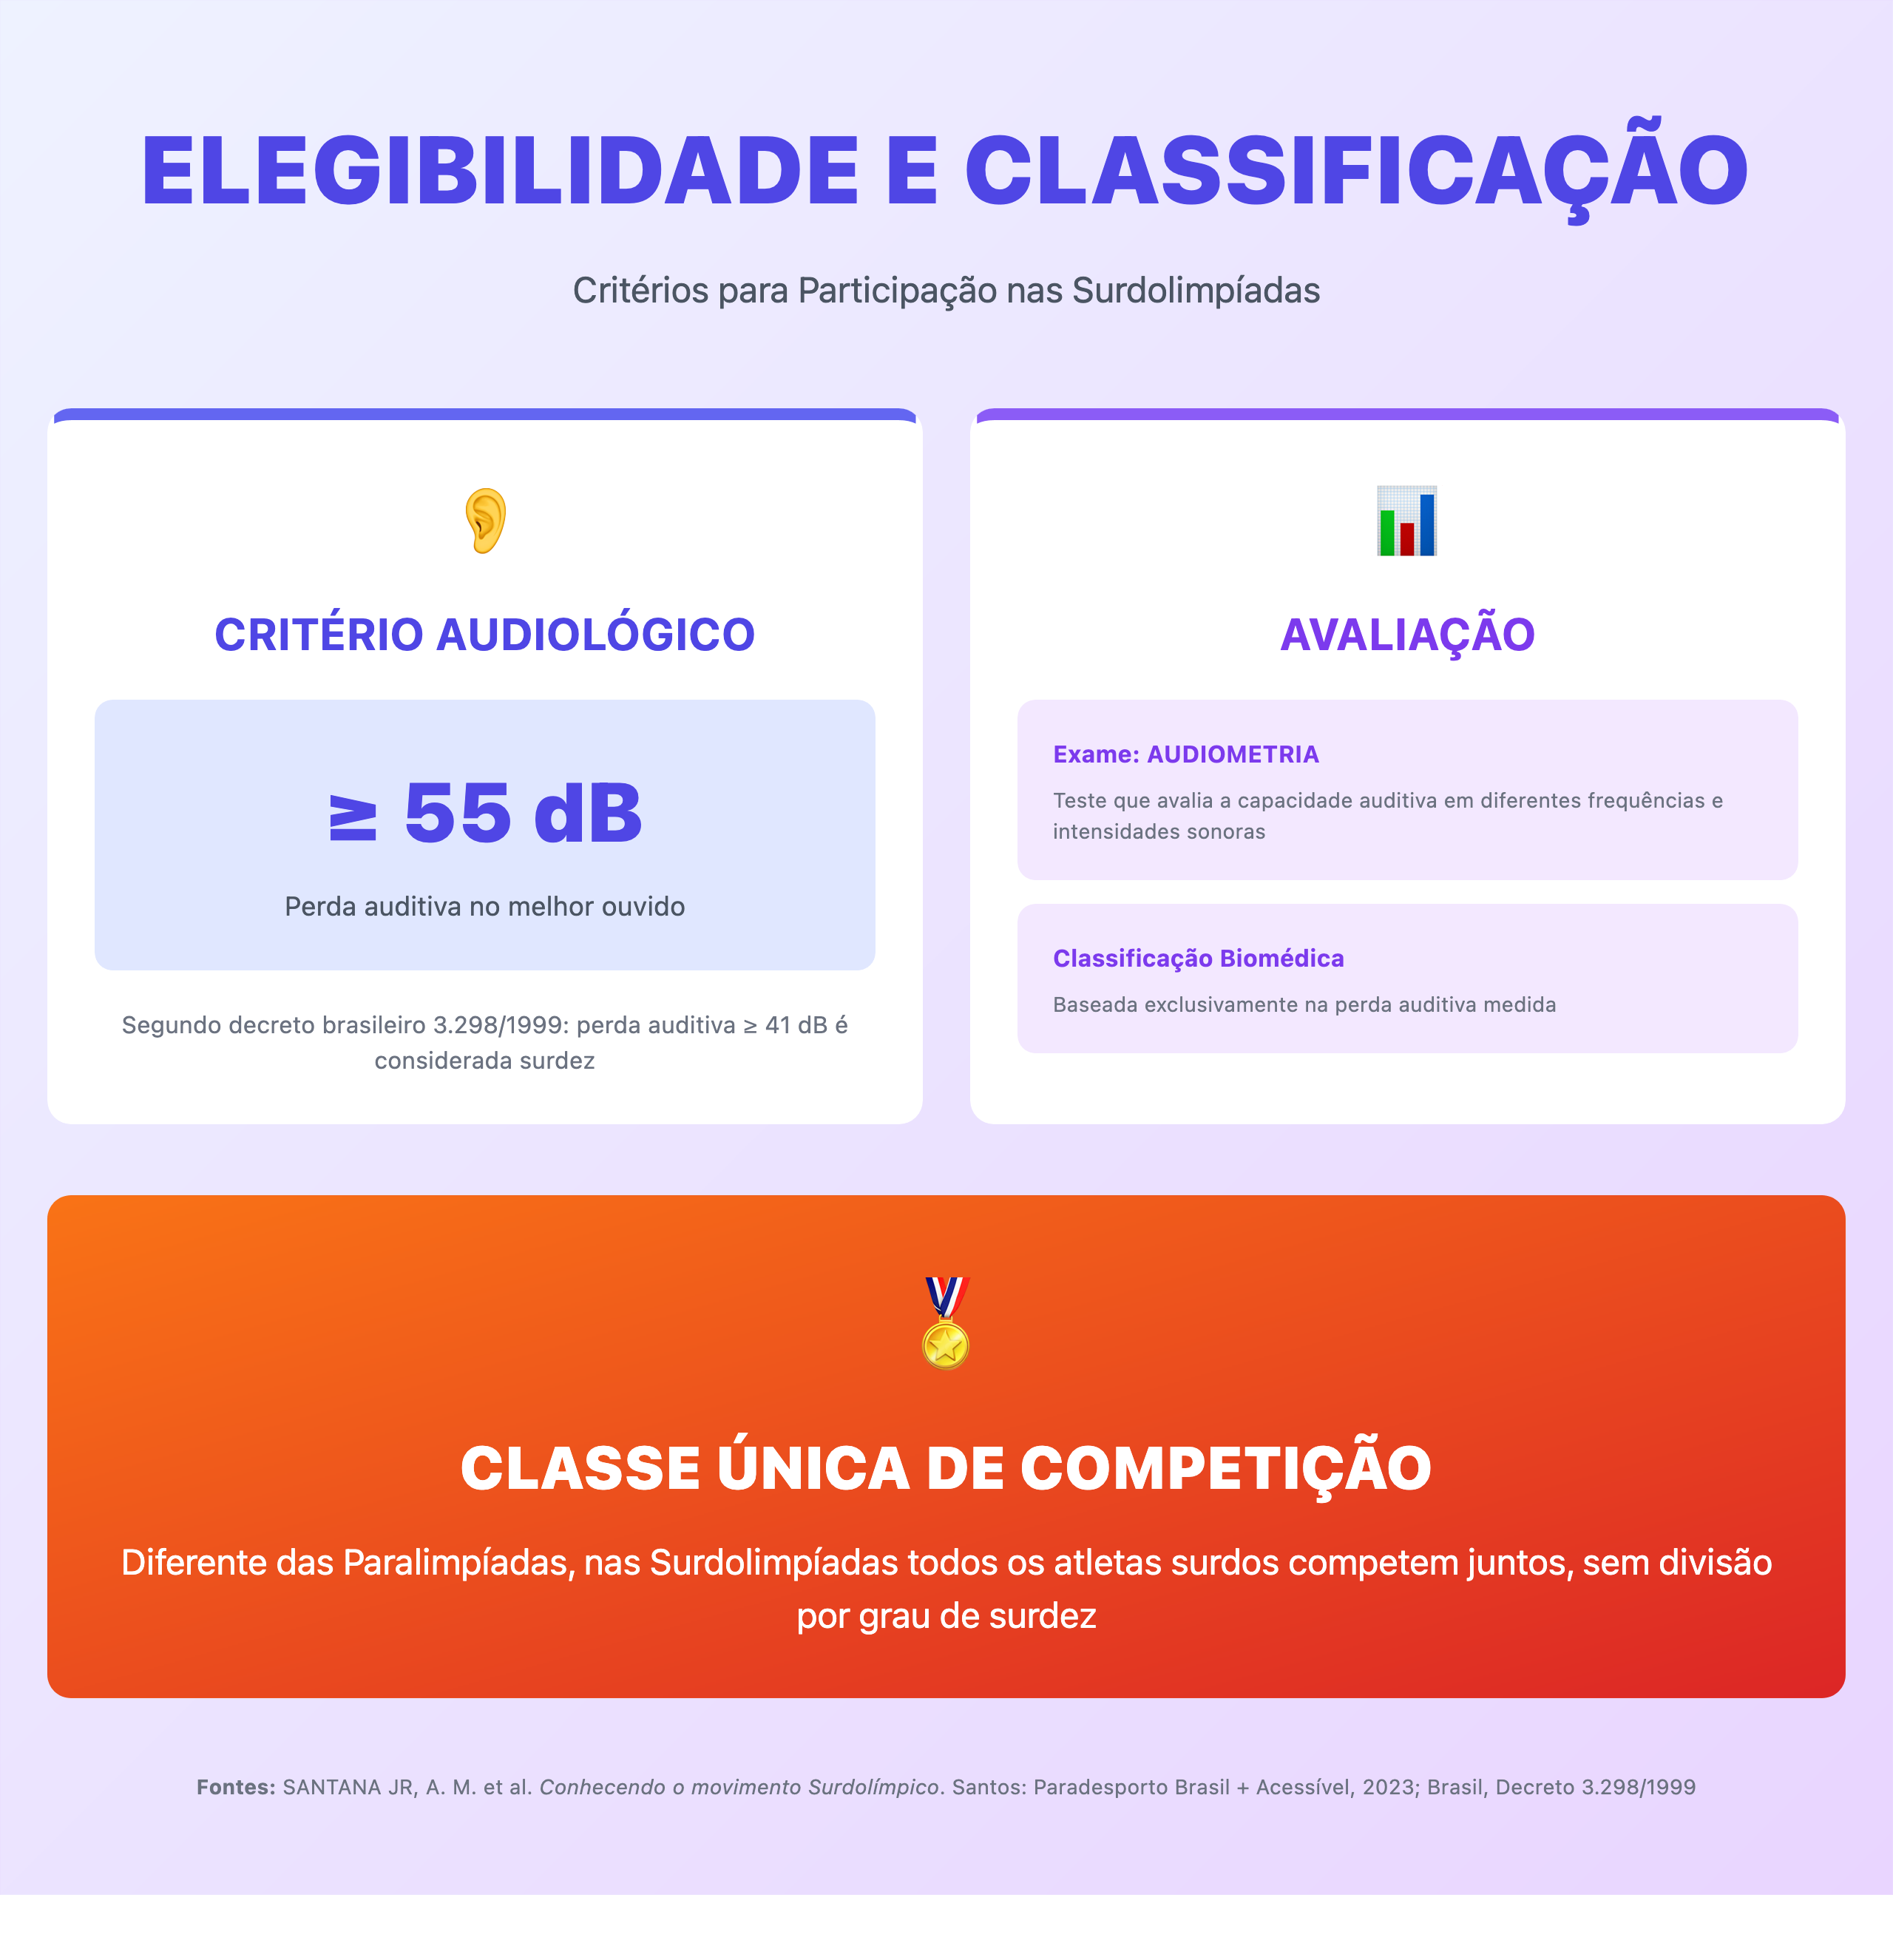 ELEGIBILIDADE E CLASSIFICAÇÃO
Critérios para Participação nas Surdolimpíadas
CRITÉRIO AUDIOLÓGICO
≥ 55 dB
Perda auditiva no melhor ouvido
Segundo decreto brasileiro 3.298/1999: perda auditiva ≥ 41 dB é
considerada surdez
AVALIAÇÃO
Exame: AUDIOMETRIA
Teste que avalia a capacidade auditiva em diferentes frequências e
intensidades sonoras
Classificação Biomédica
Baseada exclusivamente na perda auditiva medida
CLASSE ÚNICA DE COMPETIÇÃO
Diferente das Paralimpíadas, nas Surdolimpíadas todos os atletas surdos competem juntos, sem divisão
por grau de surdez
Fontes: SANTANA JR, A. M. et al. Conhecendo o movimento Surdolímpico. Santos: Paradesporto Brasil + Acessível, 2023; Brasil, Decreto 3.298/1999